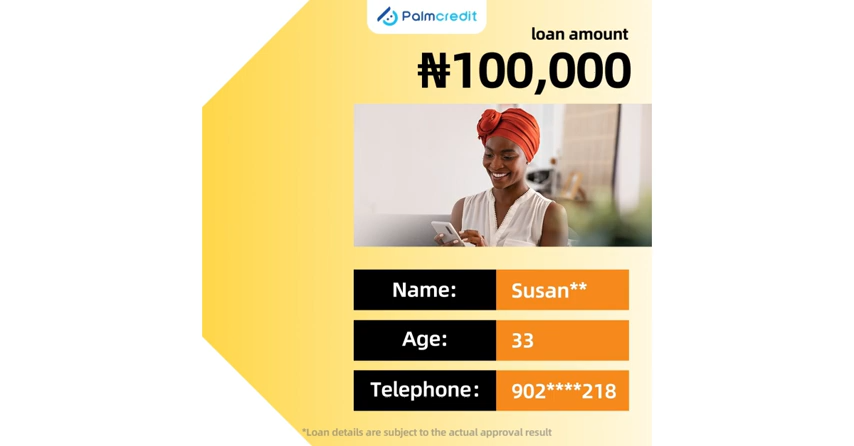 Palmcredit
loan amount
₦100,000
Name: Susan**
Age: 33
Telephone: 902****218
*Loan details are subject to the actual approval result